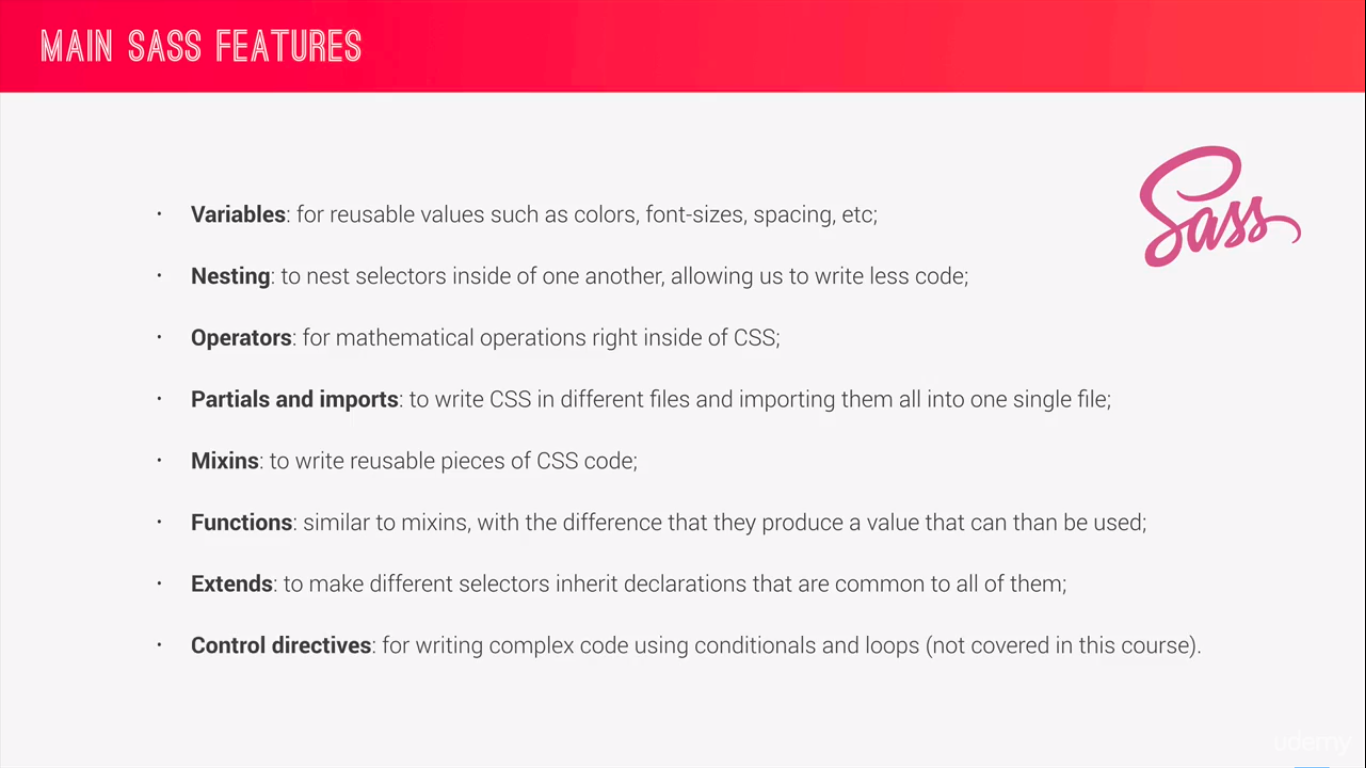 MAIN SASS FEATURES
Sass
· Variables: for reusable values such as colors, font-sizes, spacing, etc;
· Nesting: to nest selectors inside of one another, allowing us to write less code;
· Operators: for mathematical operations right inside of CSS;
· Partials and imports: to write CSS in different files and importing them all into one single file;
· Mixins: to write reusable pieces of CSS code;
· Functions: similar to mixins, with the difference that they produce a value that can than be used;
· Extends: to make different selectors inherit declarations that are common to all of them;
· Control directives: for writing complex code using conditionals and loops (not covered in this course).
udemy